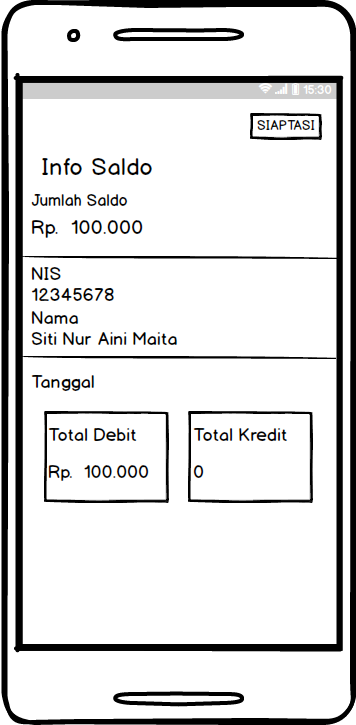 15:30
SIAPTASI
Info Saldo
Jumlah Saldo
Rp. 100.000
NIS
12345678
Nama
Siti Nur Aini Maita
Tanggal
Total Debit
Rp. 100.000
Total Kredit
0